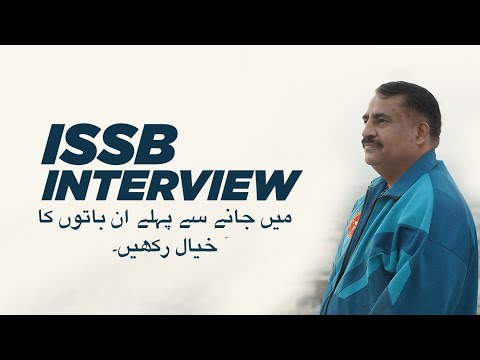 ISSB
INTERVIEW
میں جانے سے پہلے ان باتوں کا
خیال رکھیں۔